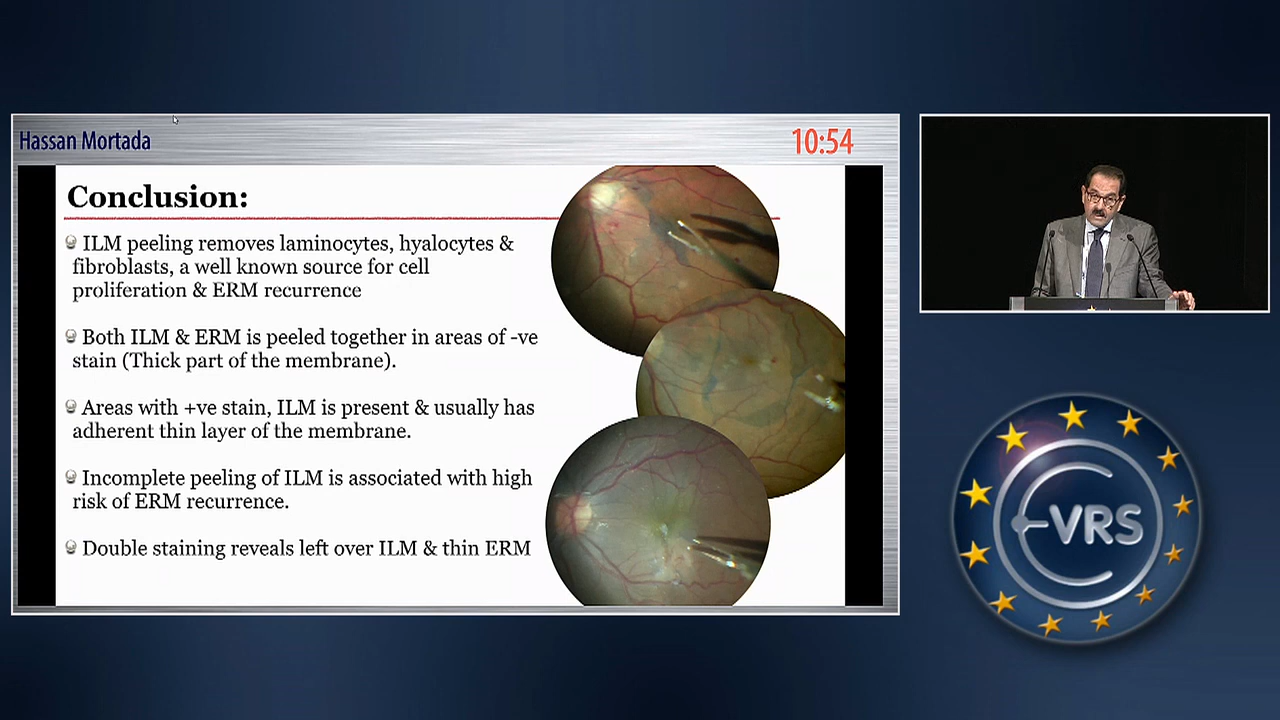 Hassan Mortada
10:54
Conclusion:
ILM peeling removes laminocytes, hyalocytes &
fibroblasts, a well known source for cell
proliferation & ERM recurrence
Both ILM & ERM is peeled together in areas of -ve
stain (Thick part of the membrane).
Areas with +ve stain, ILM is present & usually has
adherent thin layer of the membrane.
Incomplete peeling of ILM is associated with high
risk of ERM recurrence.
Double staining reveals left over ILM & thin ERM
EVRS